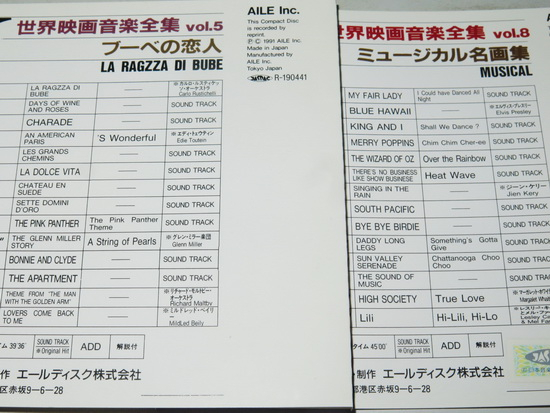 世界映画音楽全集 vol.5
ブーベの恋人
LA RAGZZA DI BUBE
AILE Inc.
This Compact Disc
is recorded by
reprint.
Ⓟ © 1991 AILE Inc.
Made in Japan
Manufactured by
AILE Inc.
Tokyo Japan
R-190441
LA RAGZZA DI
BUBE
※カルロ・ルスティケッリ
ソ・オーケストラ
Carlo Rustichelli
DAYS OF WINE
AND ROSES
SOUND TRACK
CHARADE
SOUND TRACK
AN AMERICAN
PARIS
'S Wonderful
※エディ・トゥウティン
Edie Toutein
LES GRANDS
CHEMINS
SOUND TRACK
LA DOLCE VITA
SOUND TRACK
CHATEAU EN
SUEDE
SOUND TRACK
SETTE DOMINI
D'ORO
SOUND TRACK
THE PINK PANTHER
The Pink Panther
Theme
SOUND TRACK
THE GLENN MILLER
STORY
A String of Pearls
※グレン・ミラー楽団
Glenn Miller
BONNIE AND CLYDE
SOUND TRACK
THE APARTMENT
SOUND TRACK
THEME FROM "THE MAN
WITH THE GOLDEN ARM"
※リチャード・モルトビー・
オーケストラ
Richard Maltby
LOVERS COME BACK
TO ME
※ミルドレッド・ベイリー
MildLed Beily
タイム 39'36"
SOUND TRACK
※Original Hit
ADD
解説付
制作 エールディスク株式会社
区赤坂9-6-28
世界映画音楽全集 vol.8
ミュージカル名画集
MUSICAL
MY FAIR LADY
I Could have Danced All
Night
SOUND TRACK
BLUE HAWAII
※エルヴィス・プレスリー
Elvis Presley
KING AND I
Shall We Dance ?
SOUND TRACK
MERRY POPPINS
Chim Chim Cher-ee
SOUND TRACK
THE WIZARD OF OZ
Over the Rainbow
SOUND TRACK
THERE'S NO BUSINESS
LIKE SHOW BUSINESE
Heat Wave
SOUND TRACK
SINGING IN THE
RAIN
※ジーン・ケリー
Jien Kery
SOUTH PACIFIC
SOUND TRACK
BYE BYE BIRDIE
SOUND TRACK
DADDY LONG
LEGS
Something's Gotta
Give
SOUND TRACK
SUN VALLEY
SERENADE
Chattanooga Choo
Choo
SOUND TRACK
THE SOUND OF
MUSIC
SOUND TRACK
HIGH SOCIETY
True Love
Lili
Hi-Lili, Hi-Lo
タイム 45'00"
SOUND TRACK
※Original Hit
ADD
解説付
制作 エールディスク株式会社
都港区赤坂9-6-28